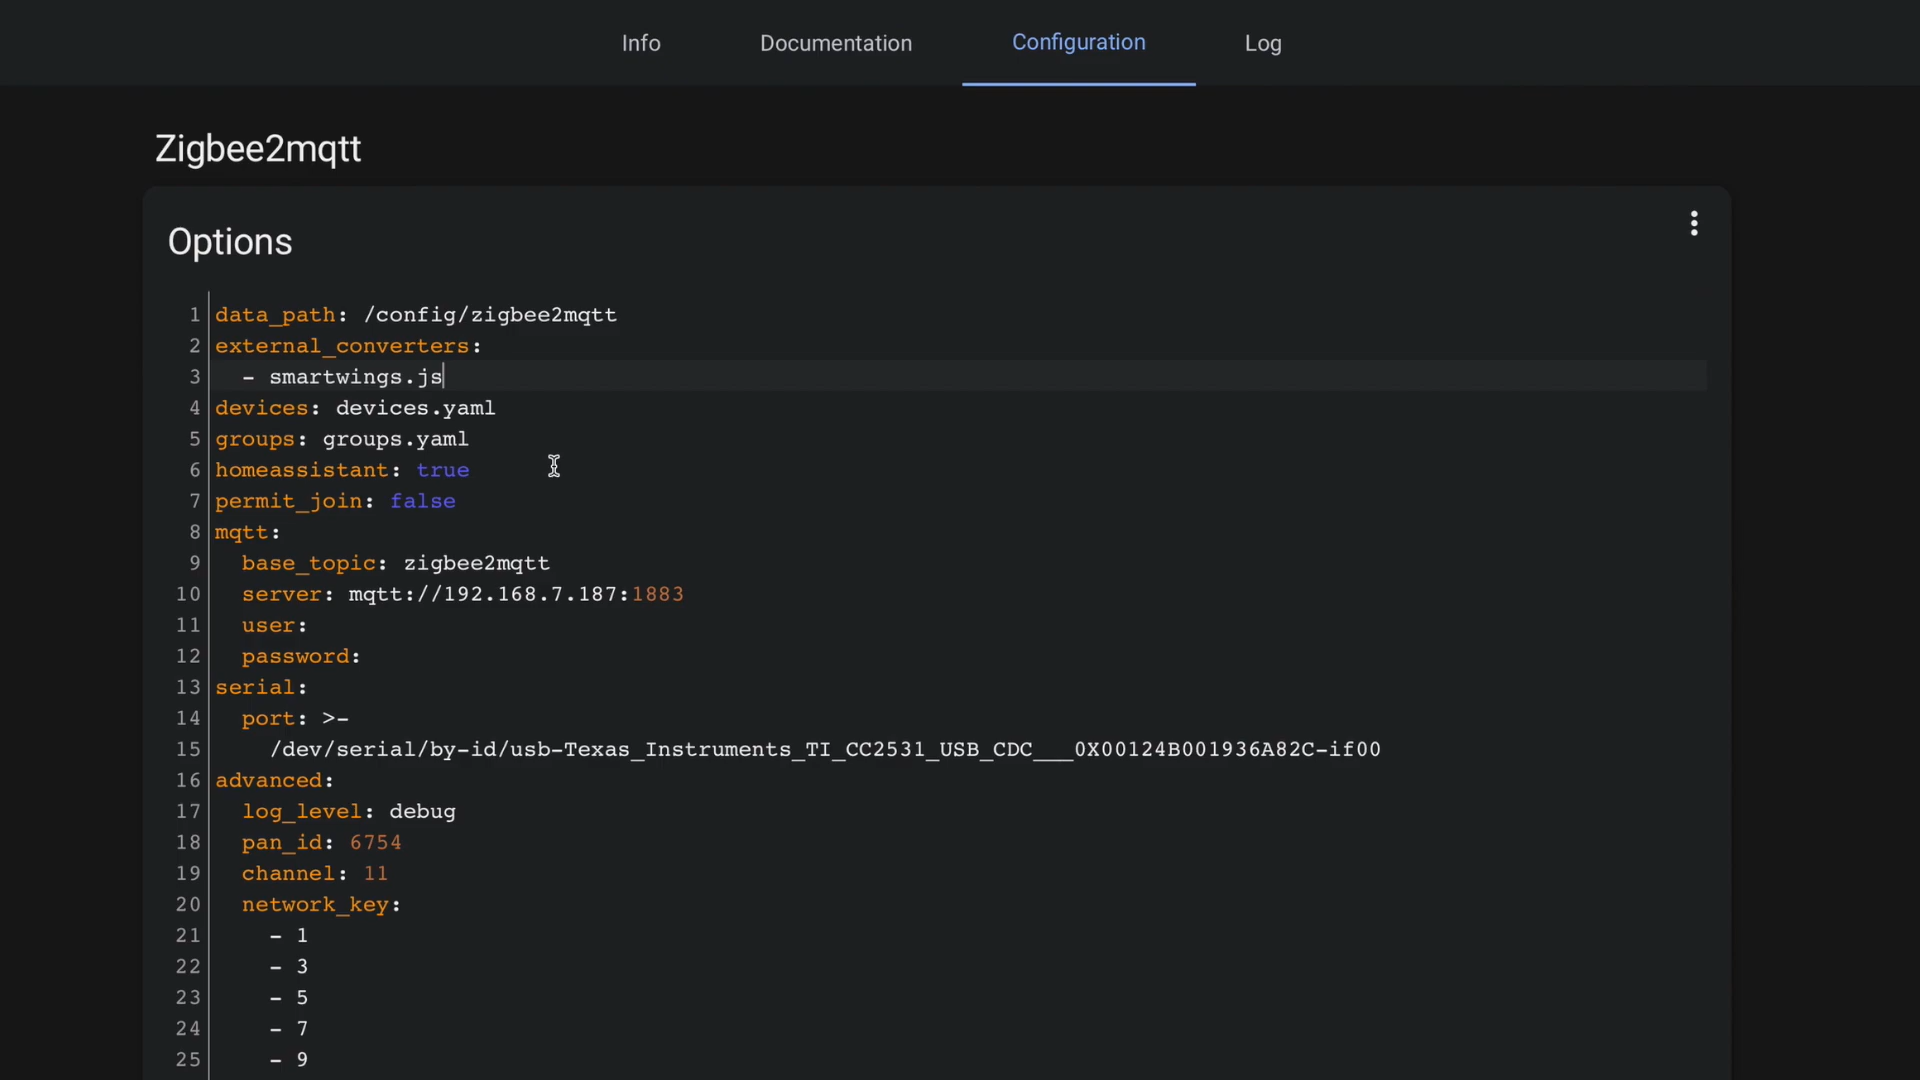 Info
Documentation
Configuration
Log
Zigbee2mqtt
Options
1 data_path: /config/zigbee2mqtt
2 external_converters:
3   - smartwings.js
4 devices: devices.yaml
5 groups: groups.yaml
6 homeassistant: true
7 permit_join: false
8 mqtt:
9   base_topic: zigbee2mqtt
10   server: mqtt://192.168.7.187:1883
11   user:
12   password:
13 serial:
14   port: >-
15     /dev/serial/by-id/usb-Texas_Instruments_TI_CC2531_USB_CDC___0X00124B001936A82C-if00
16 advanced:
17   log_level: debug
18   pan_id: 6754
19   channel: 11
20   network_key:
21     - 1
22     - 3
23     - 5
24     - 7
25     - 9